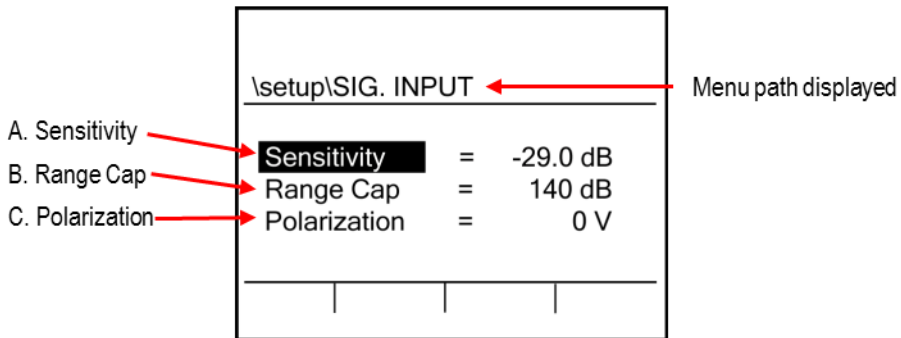 \setup\SIG. INPUT
Menu path displayed
A. Sensitivity
B. Range Cap
C. Polarization
Sensitivity = -29.0 dB
Range Cap = 140 dB
Polarization = 0 V